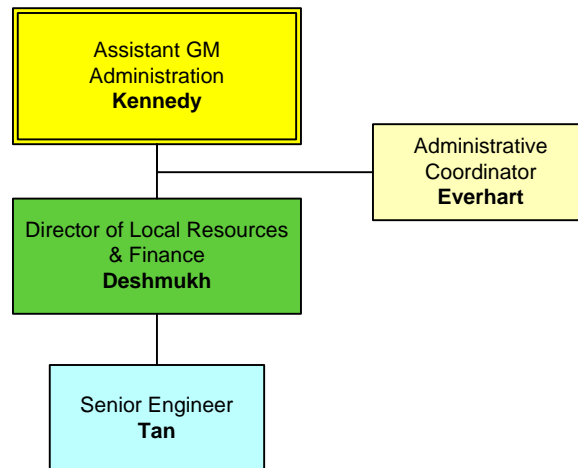 Assistant GM
Administration
Kennedy
Administrative
Coordinator
Everhart
Director of Local Resources
& Finance
Deshmukh
Senior Engineer
Tan